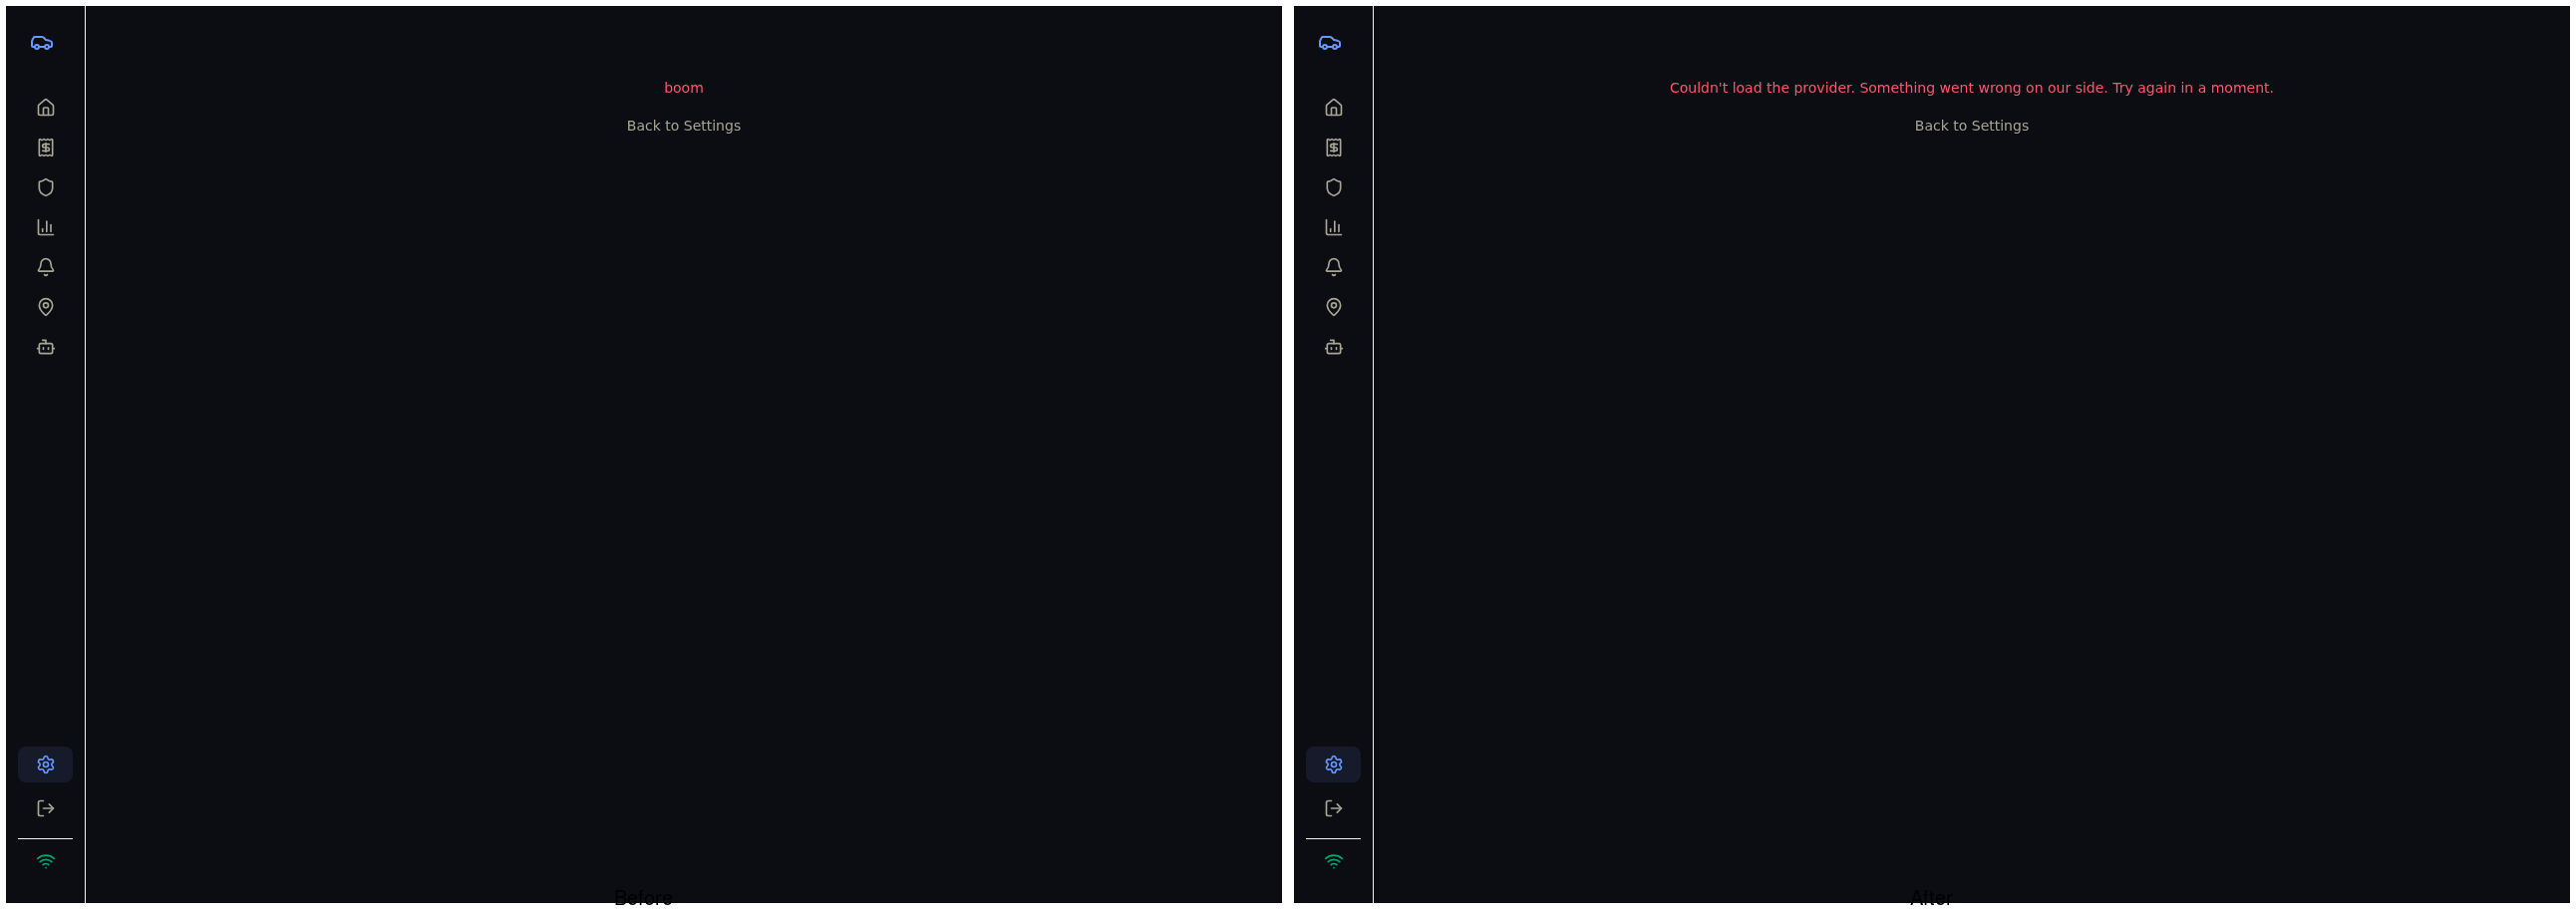 boom
Back to Settings
Before
Couldn't load the provider. Something went wrong on our side. Try again in a moment.
Back to Settings
After